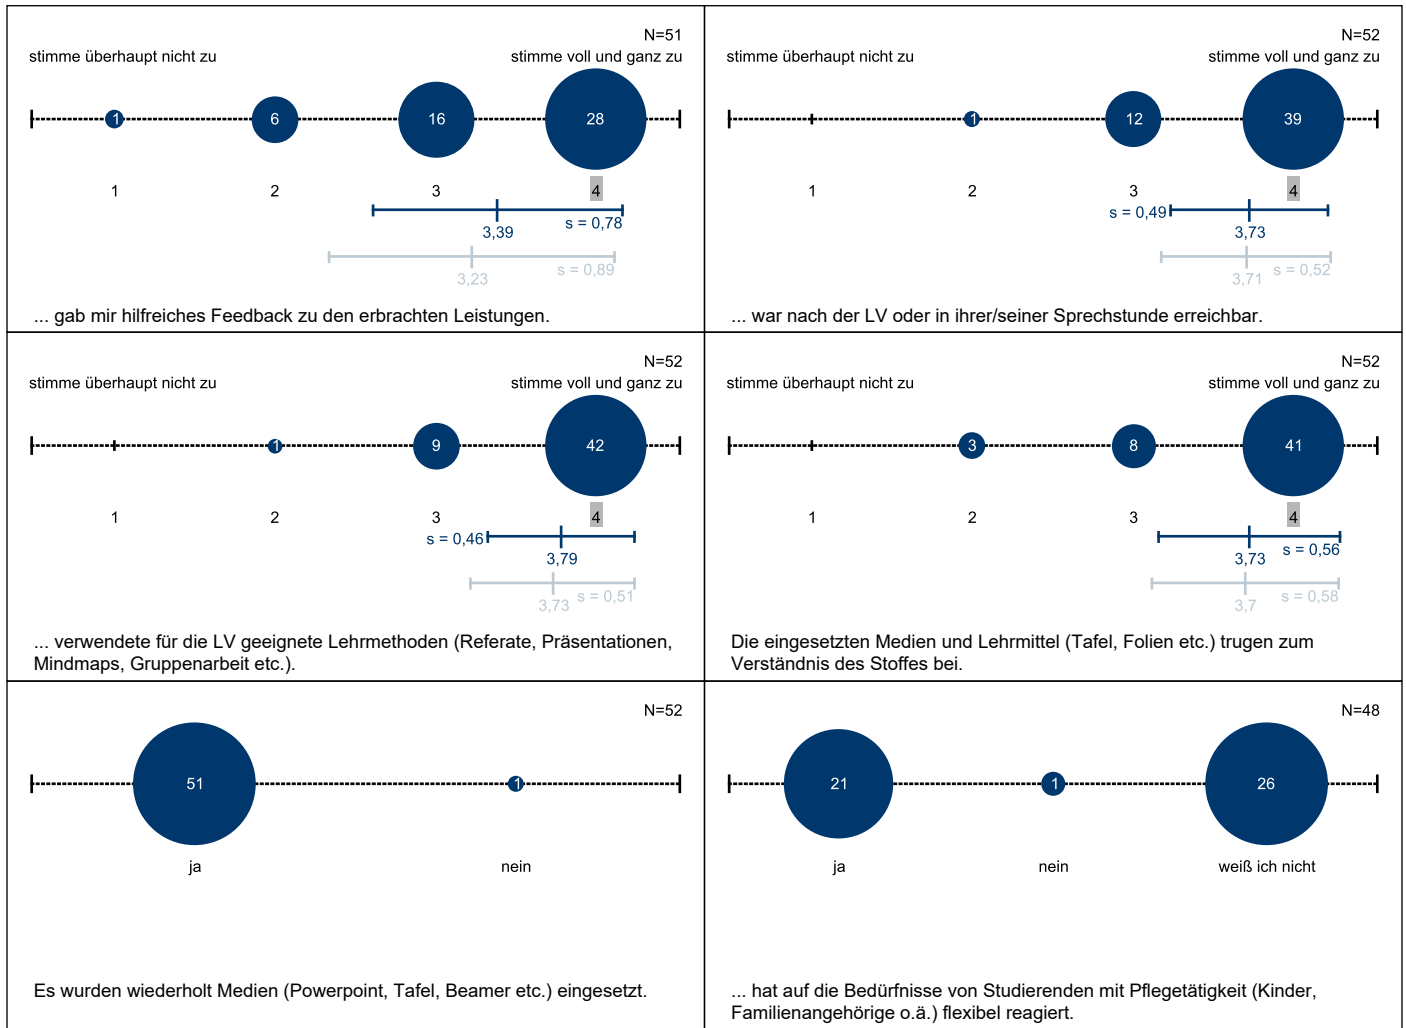 N=51
stimme überhaupt nicht zu
stimme voll und ganz zu
1
6
16
28
1
2
3
4
s = 0,78
3,39
s = 0,89
3,23
... gab mir hilfreiches Feedback zu den erbrachten Leistungen.
N=52
stimme überhaupt nicht zu
stimme voll und ganz zu
1
12
39
1
2
3
4
s = 0,49
3,73
3,71
s = 0,52
... war nach der LV oder in ihrer/seiner Sprechstunde erreichbar.
N=52
stimme überhaupt nicht zu
stimme voll und ganz zu
1
9
42
1
2
3
4
s = 0,46
3,79
3,73
s = 0,51
... verwendete für die LV geeignete Lehrmethoden (Referate, Präsentationen,
Mindmaps, Gruppenarbeit etc.).
N=52
stimme überhaupt nicht zu
stimme voll und ganz zu
3
8
41
1
2
3
4
s = 0,56
3,73
s = 0,58
3,7
Die eingesetzten Medien und Lehrmittel (Tafel, Folien etc.) trugen zum
Verständnis des Stoffes bei.
N=52
51
1
ja
nein
Es wurden wiederholt Medien (Powerpoint, Tafel, Beamer etc.) eingesetzt.
N=48
21
1
26
ja
nein
weiß ich nicht
... hat auf die Bedürfnisse von Studierenden mit Pflegetätigkeit (Kinder,
Familienangehörige o.ä.) flexibel reagiert.